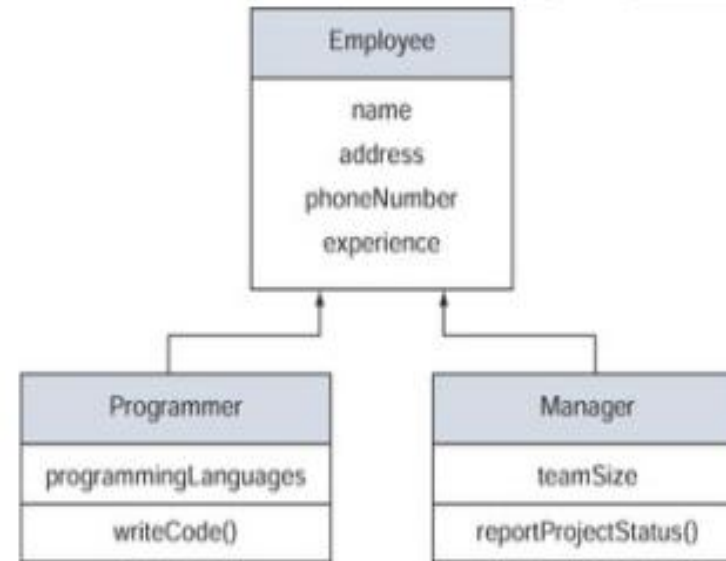 Employee
name
address
phoneNumber
experience
Programmer
programmingLanguages
writeCode()
Manager
teamSize
reportProjectStatus()